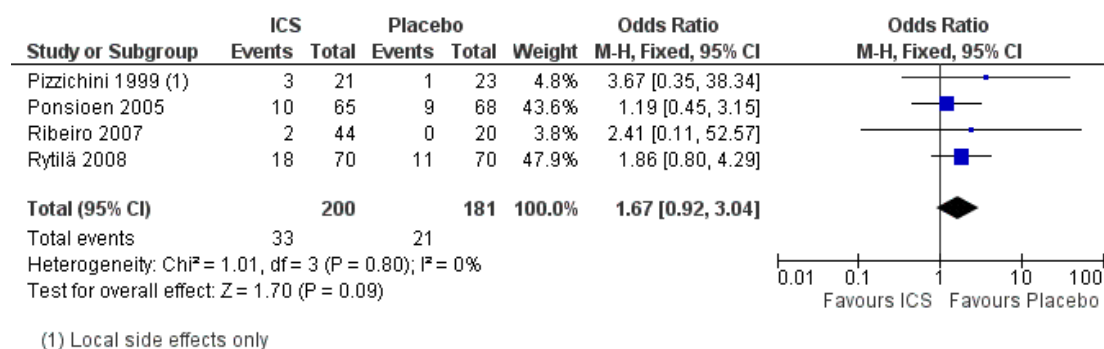 ICS Placebo Odds Ratio Odds Ratio
Study or Subgroup Events Total Events Total Weight M-H, Fixed, 95% CI M-H, Fixed, 95% CI
Pizzichini 1999 (1) 3 21 1 23 4.8% 3.67 [0.35, 38.34]
Ponsioen 2005 10 65 9 68 43.6% 1.19 [0.45, 3.15]
Ribeiro 2007 2 44 0 20 3.8% 2.41 [0.11, 52.57]
Rytilä 2008 18 70 11 70 47.9% 1.86 [0.80, 4.29]
Total (95% CI) 200 181 100.0% 1.67 [0.92, 3.04]
Total events 33 21
Heterogeneity: Chi² = 1.01, df = 3 (P = 0.80); I² = 0%
Test for overall effect: Z = 1.70 (P = 0.09)
0.01 0.1 1 10 100
Favours ICS Favours Placebo
(1) Local side effects only